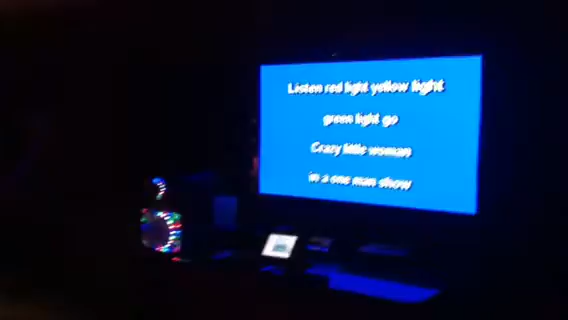 Listen red light yellow light
green light go
Crazy little woman
in a one man show